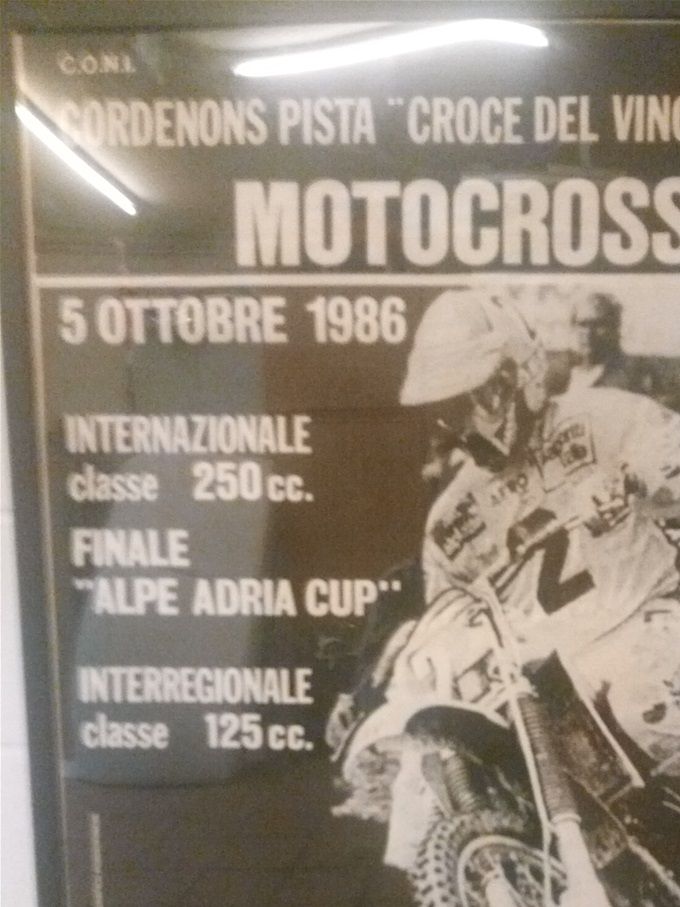 C.O.N.I.
CORDENONS PISTA "CROCE DEL VINC
MOTOCROSS
5 OTTOBRE 1986
INTERNAZIONALE
classe 250 cc.
FINALE
"ALPE ADRIA CUP"
INTERREGIONALE
classe 125 cc.
2